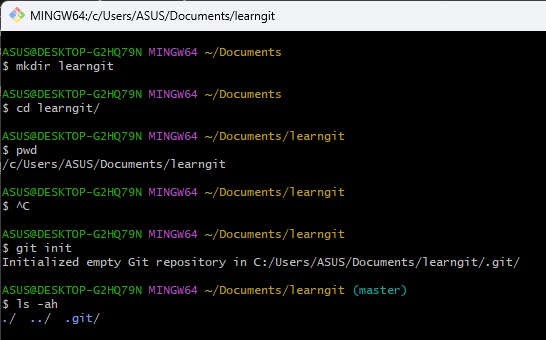 MINGW64:/c/Users/ASUS/Documents/learngit
ASUS@DESKTOP-G2HQ79N MINGW64 ~/Documents
$ mkdir learngit
ASUS@DESKTOP-G2HQ79N MINGW64 ~/Documents
$ cd learngit/
ASUS@DESKTOP-G2HQ79N MINGW64 ~/Documents/learngit
$ pwd
/c/Users/ASUS/Documents/learngit
ASUS@DESKTOP-G2HQ79N MINGW64 ~/Documents/learngit
$ ^C
ASUS@DESKTOP-G2HQ79N MINGW64 ~/Documents/learngit
$ git init
Initialized empty Git repository in C:/Users/ASUS/Documents/learngit/.git/
ASUS@DESKTOP-G2HQ79N MINGW64 ~/Documents/learngit (master)
$ ls -ah
./ ../ .git/